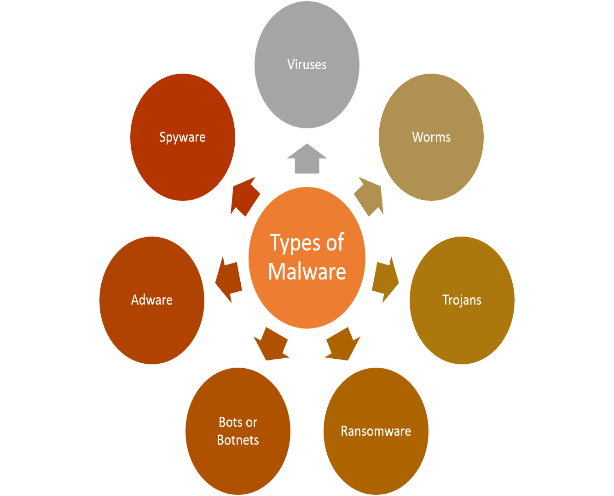 Viruses
Worms
Trojans
Ransomware
Bots or
Botnets
Adware
Spyware
Types of
Malware